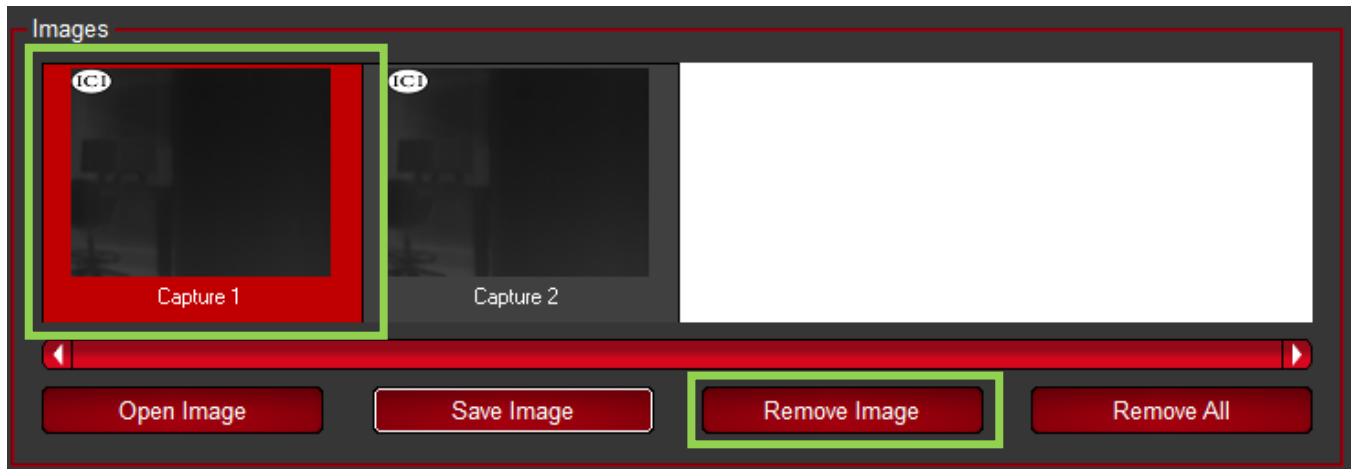 Images
ICI
ICI
Capture 1
Capture 2
Open Image
Save Image
Remove Image
Remove All